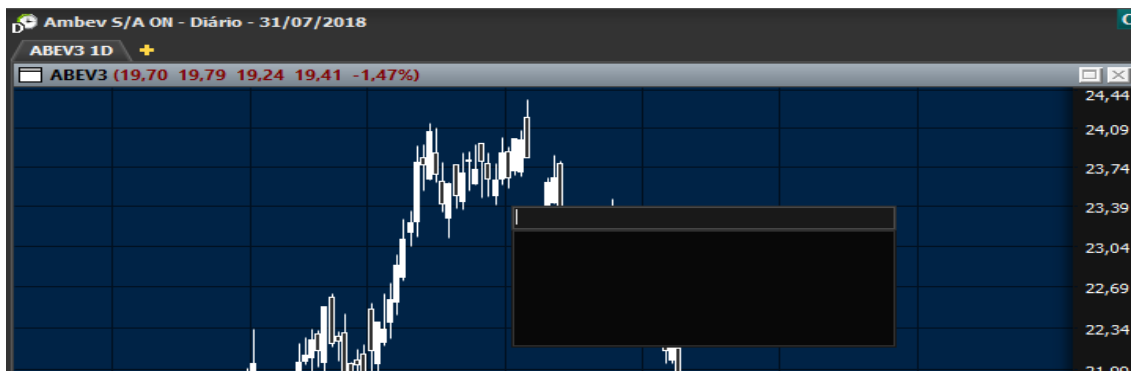 Ambev S/A ON - Diário - 31/07/2018
ABEV3 1D
ABEV3 (19,70 19,79 19,24 19,41 -1,47%)
24,44
24,09
23,74
23,39
23,04
22,69
22,34